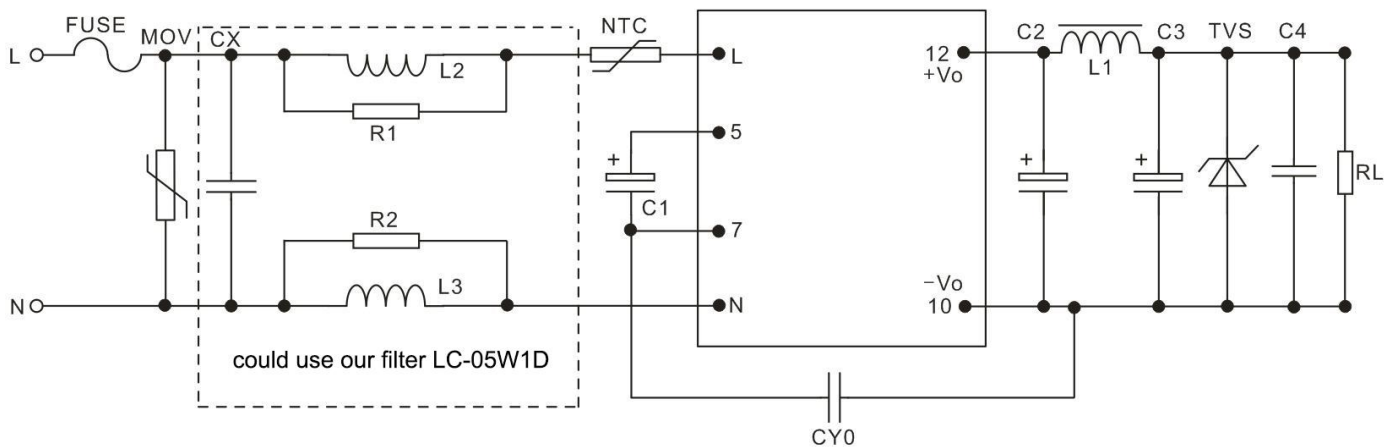 FUSE
MOV
CX
L
L2
R1
NTC
L
5
+
C1
7
R2
L3
N
N
could use our filter LC-05W1D
12
+Vo
−Vo
10
C2
L1
C3
TVS
C4
+
+
RL
CY0